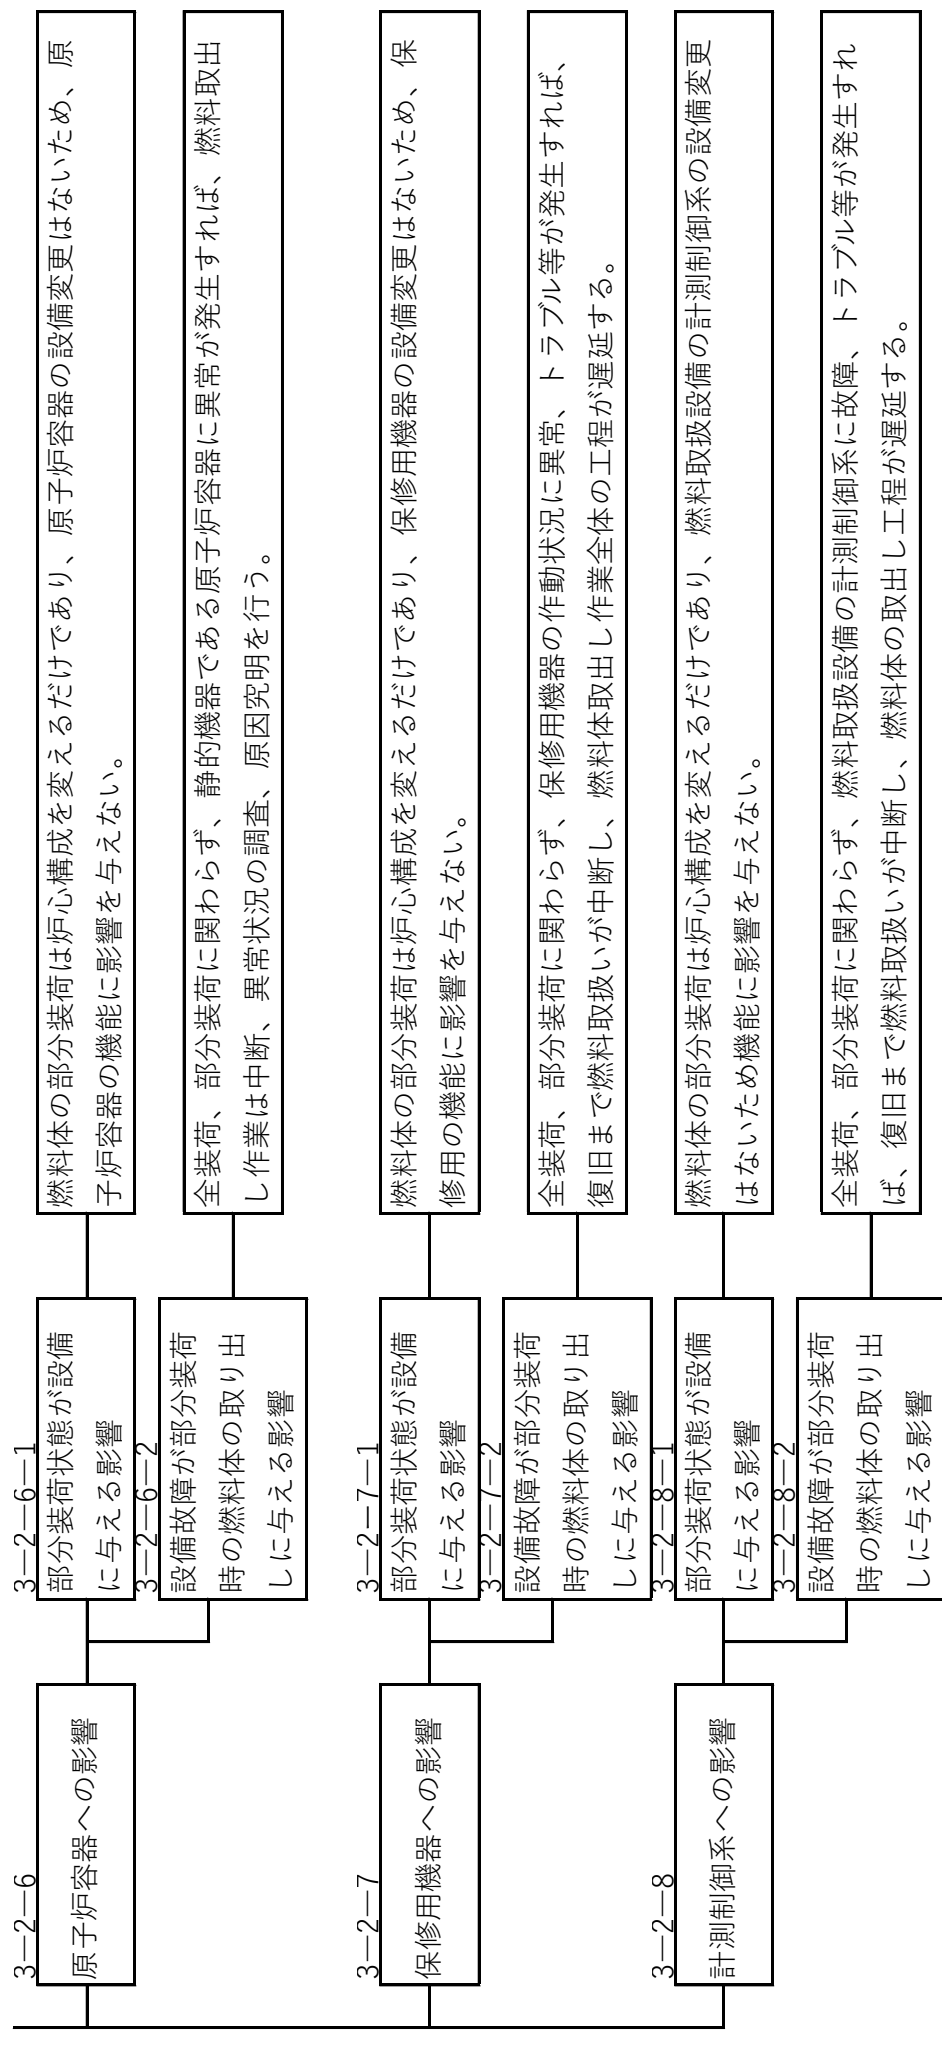 3―2―6
原子炉容器への影響
3―2―6―1
部分装荷状態が設備
に与える影響
燃料体の部分装荷は炉心構成を変えるだけであり、原子炉容器の設備変更はないため、原
子炉容器の機能に影響を与えない。
3―2―6―2
設備故障が部分装荷
時の燃料体の取り出
しに与える影響
全装荷、部分装荷に関わらず、静的機器である原子炉容器に異常が発生すれば、燃料取出
し作業は中断、異常状況の調査、原因究明を行う。
3―2―7
保修用機器への影響
3―2―7―1
部分装荷状態が設備
に与える影響
燃料体の部分装荷は炉心構成を変えるだけであり、保修用機器の設備変更はないため、保
修用の機能に影響を与えない。
3―2―7―2
設備故障が部分装荷
時の燃料体の取り出
しに与える影響
全装荷、部分装荷に関わらず、保修用機器の作動状況に異常、トラブル等が発生すれば、
復旧まで燃料取扱いが中断し、燃料体取出し作業全体の工程が遅延する。
3―2―8
計測制御系への影響
3―2―8―1
部分装荷状態が設備
に与える影響
燃料体の部分装荷は炉心構成を変えるだけであり、燃料取扱設備の計測制御系の設備変更
はないため機能に影響を与えない。
3―2―8―2
設備故障が部分装荷
時の燃料体の取り出
しに与える影響
全装荷、部分装荷に関わらず、燃料取扱設備の計測制御系に故障、トラブル等が発生すれ
ば、復旧まで燃料取扱いが中断し、燃料体の取出し工程が遅延する。